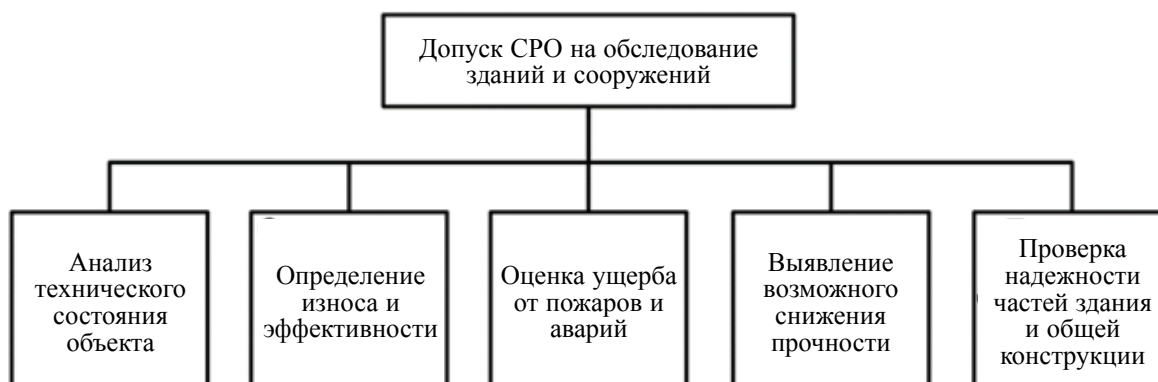 Допуск СРО на обследование
зданий и сооружений
Анализ
технического
состояния
объекта
Определение
износа и
эффективности
Оценка ущерба
от пожаров и
аварий
Выявление
возможного
снижения
прочности
Проверка
надежности
частей здания
и общей
конструкции